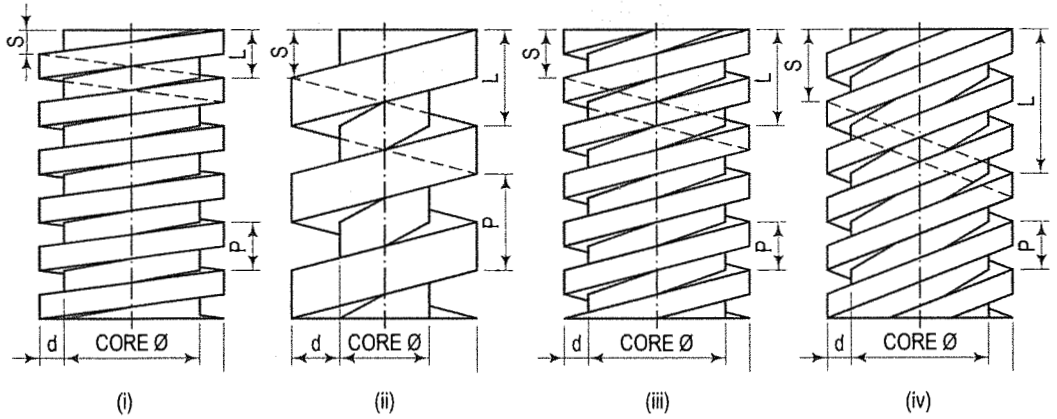 S L S L S L S L
P P P P
d CORE Ø d CORE Ø d CORE Ø d CORE Ø
(i) (ii) (iii) (iv)